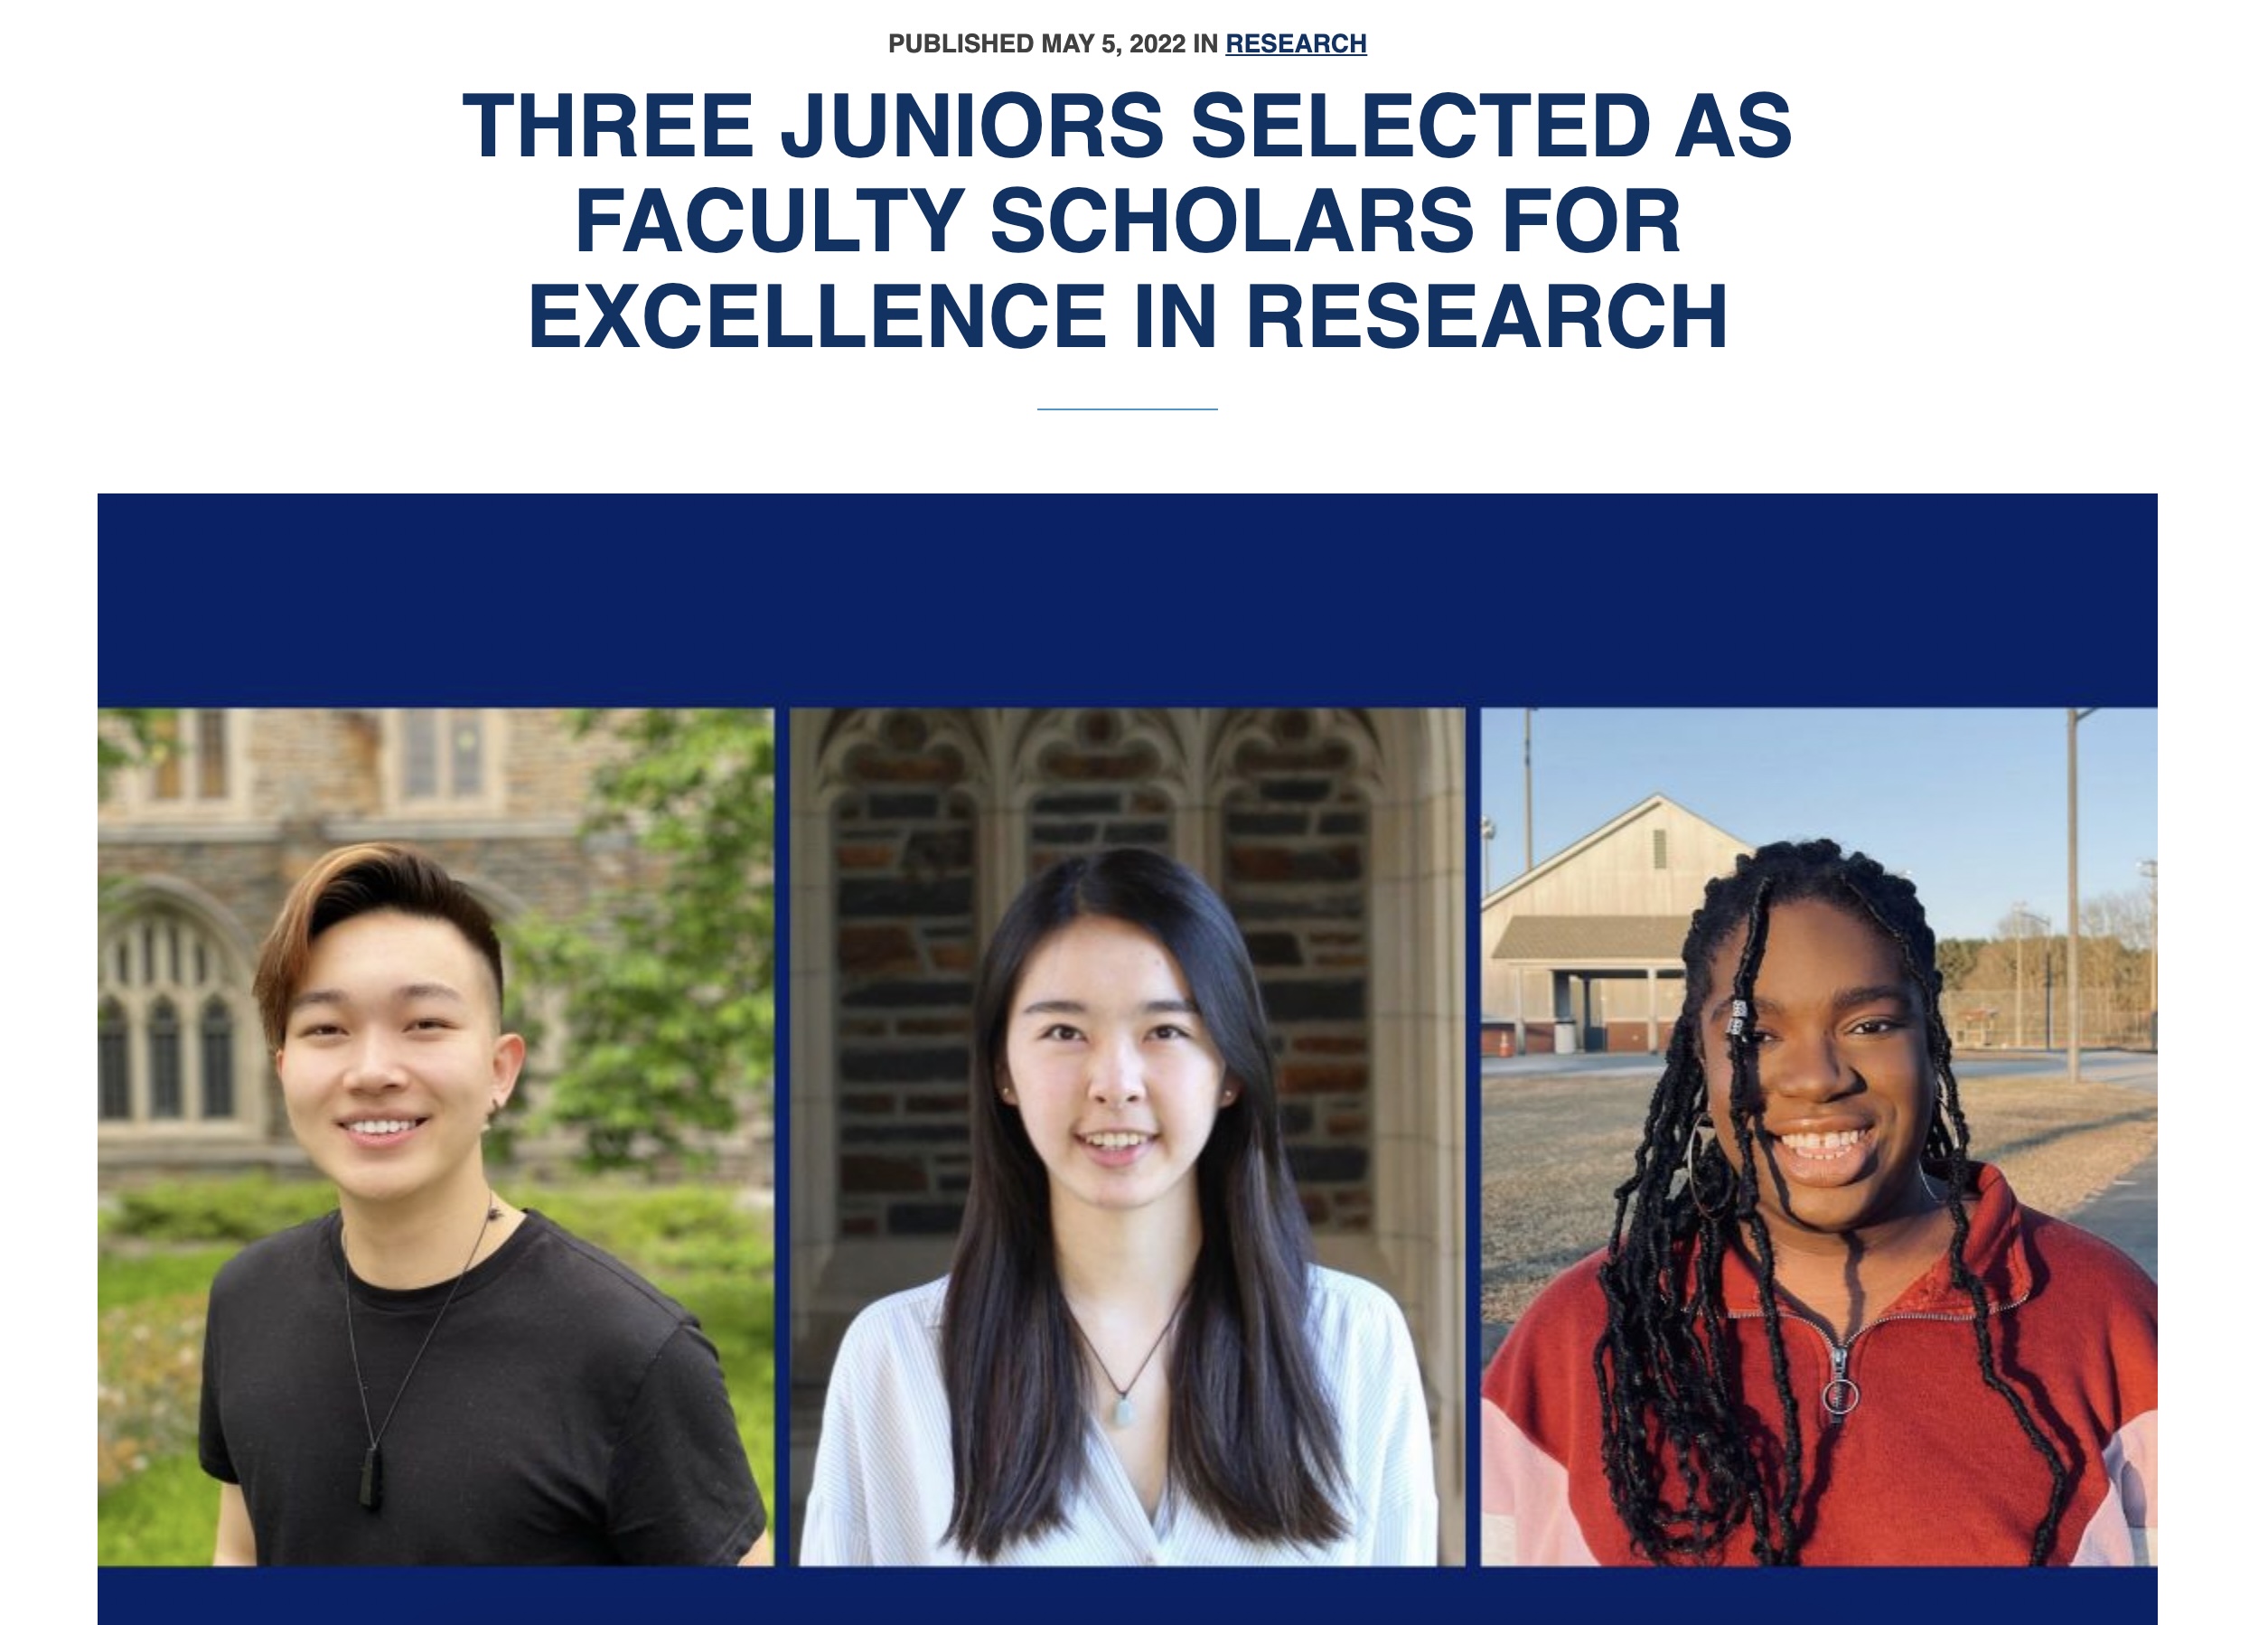 PUBLISHED MAY 5, 2022 IN RESEARCH
THREE JUNIORS SELECTED AS
FACULTY SCHOLARS FOR
EXCELLENCE IN RESEARCH